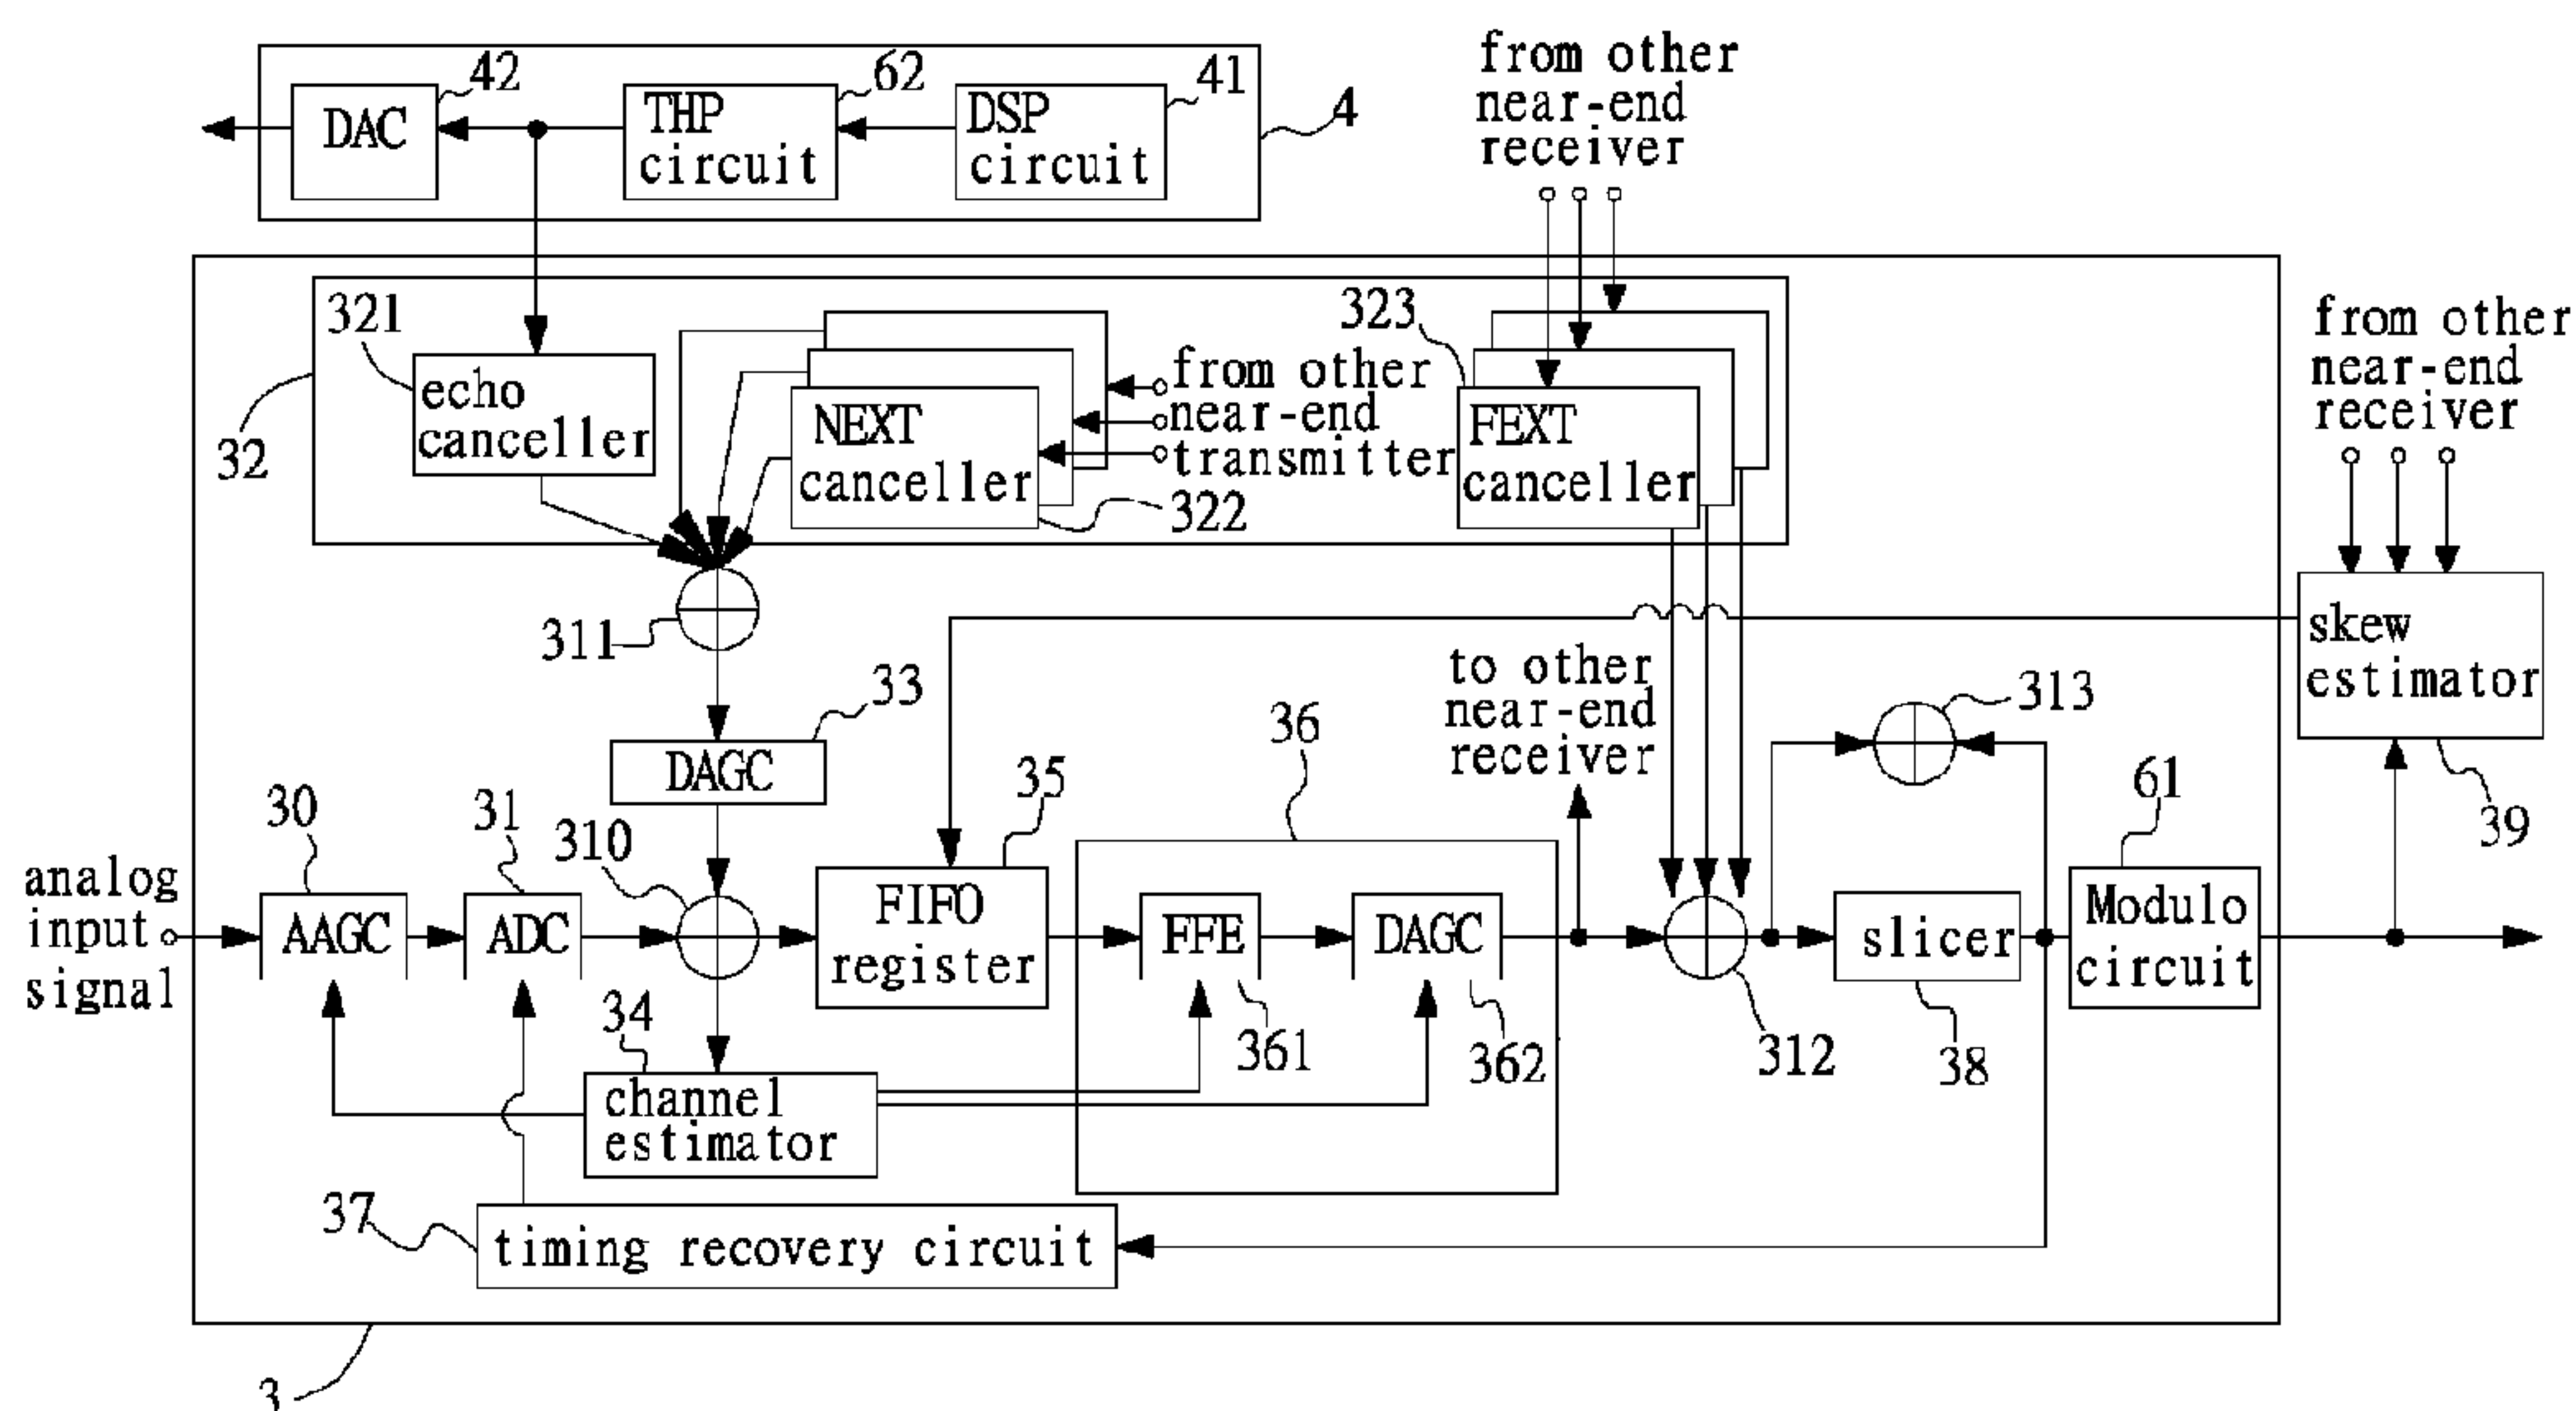 42
62
41
4
DAC
THP
circuit
DSP
circuit
from other
near-end
receiver
321
32
echo
canceller
NEXT
canceller
322
from other
near-end
transmitter
323
FEXT
canceller
from other
near-end
receiver
311
33
DAGC
skew
estimator
39
to other
near-end
receiver
313
36
35
61
30
31
310
analog
input
signal
AAGC
ADC
FIFO
register
FFE
DAGC
slicer
Modulo
circuit
361
362
312
38
34
channel
estimator
37
timing recovery circuit
3